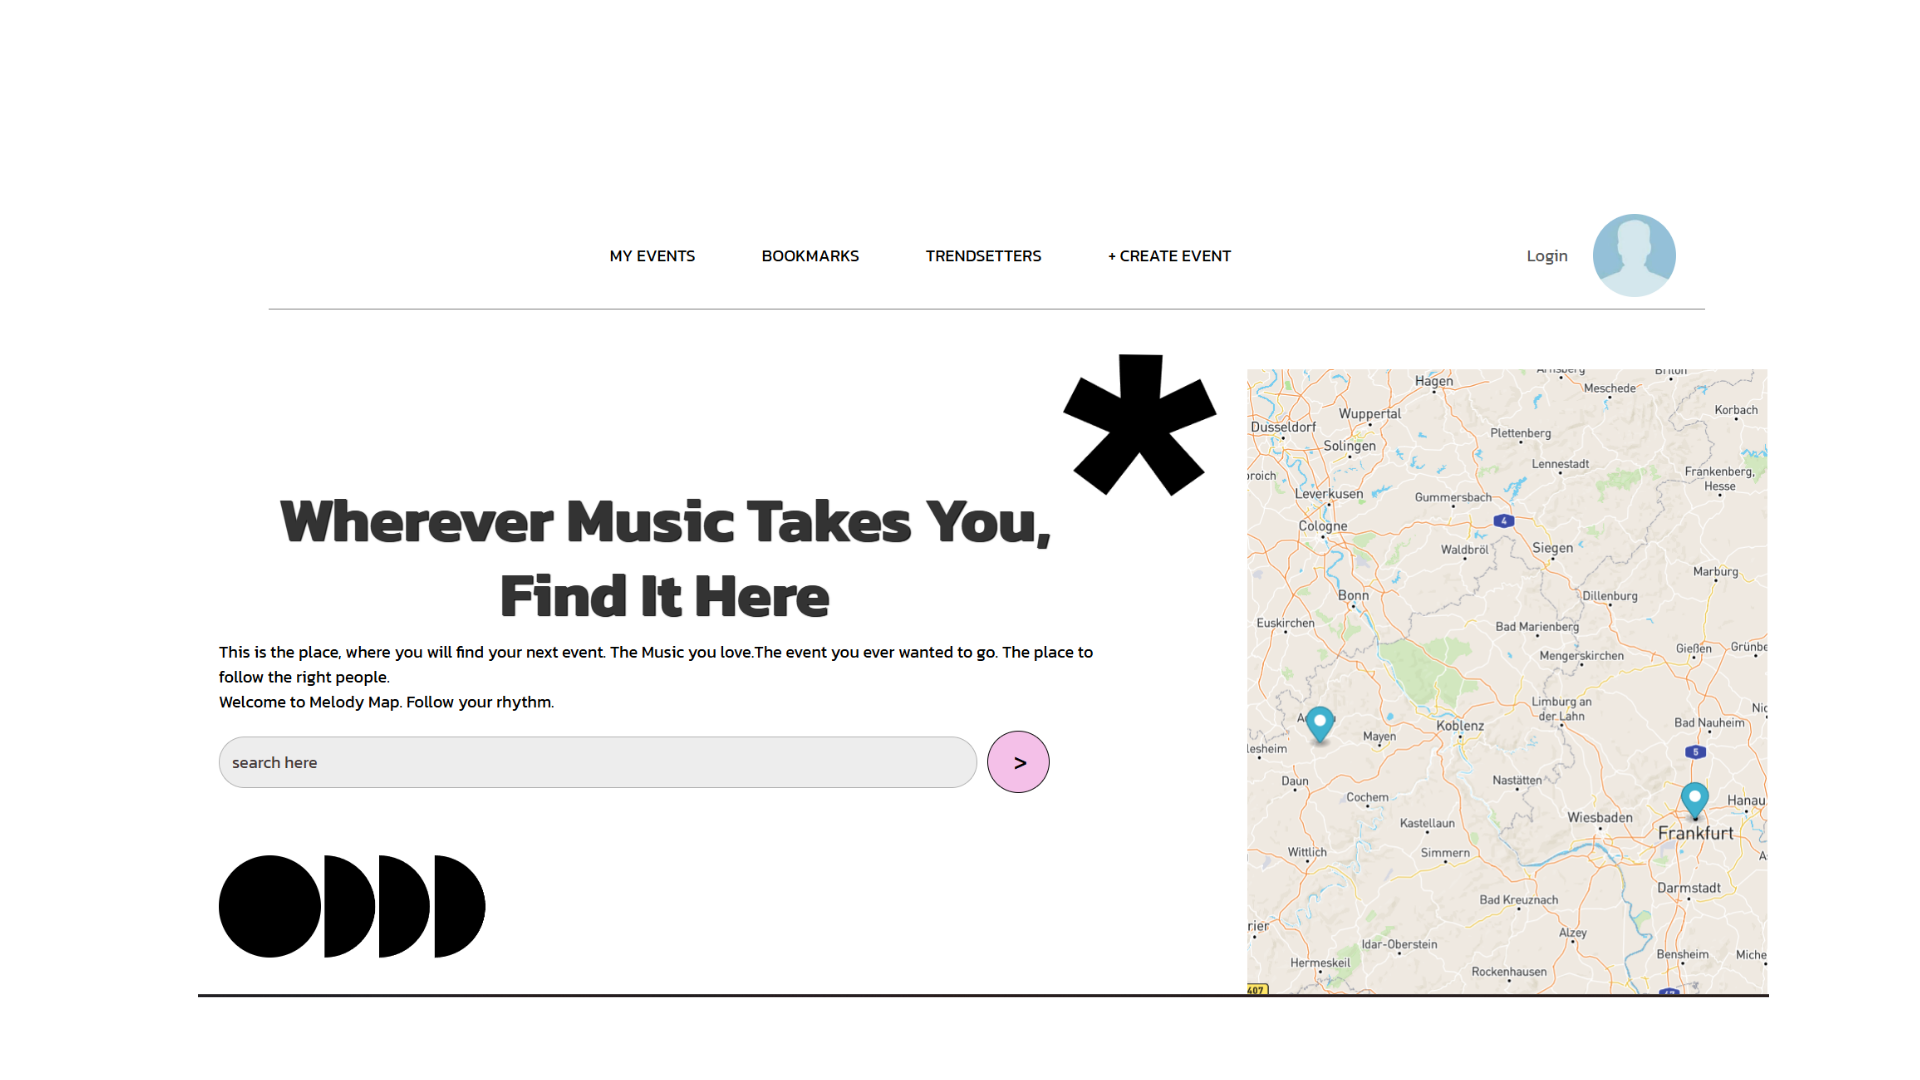 MY EVENTS BOOKMARKS TRENDSETTERS + CREATE EVENT Login
Wherever Music Takes You,
Find It Here
This is the place, where you will find your next event. The Music you love.The event you ever wanted to go. The place to
follow the right people.
Welcome to Melody Map. Follow your rhythm.
search here >
Hagen
Meschede
Korbach
Wuppertal
Dusseldorf
Plettenberg
Solingen
Lennestadt
Frankenberg,
Hesse
Leverkusen
Gummersbach
4
Cologne
Waldbröl
Siegen
Marburg
Bonn
Dillenburg
Euskirchen
Bad Marienberg
Gießen
Mengerskirchen
Limburg an
der Lahn
Koblenz
Bad Nauheim
Mayen
5
Daun
Nastätten
Cochem
Hanau
Kastellaun
Wiesbaden
Frankfurt
Wittlich
Simmern
Darmstadt
Bad Kreuznach
Alzey
Idar-Oberstein
Bensheim
Hermeskeil
Rockenhausen
407